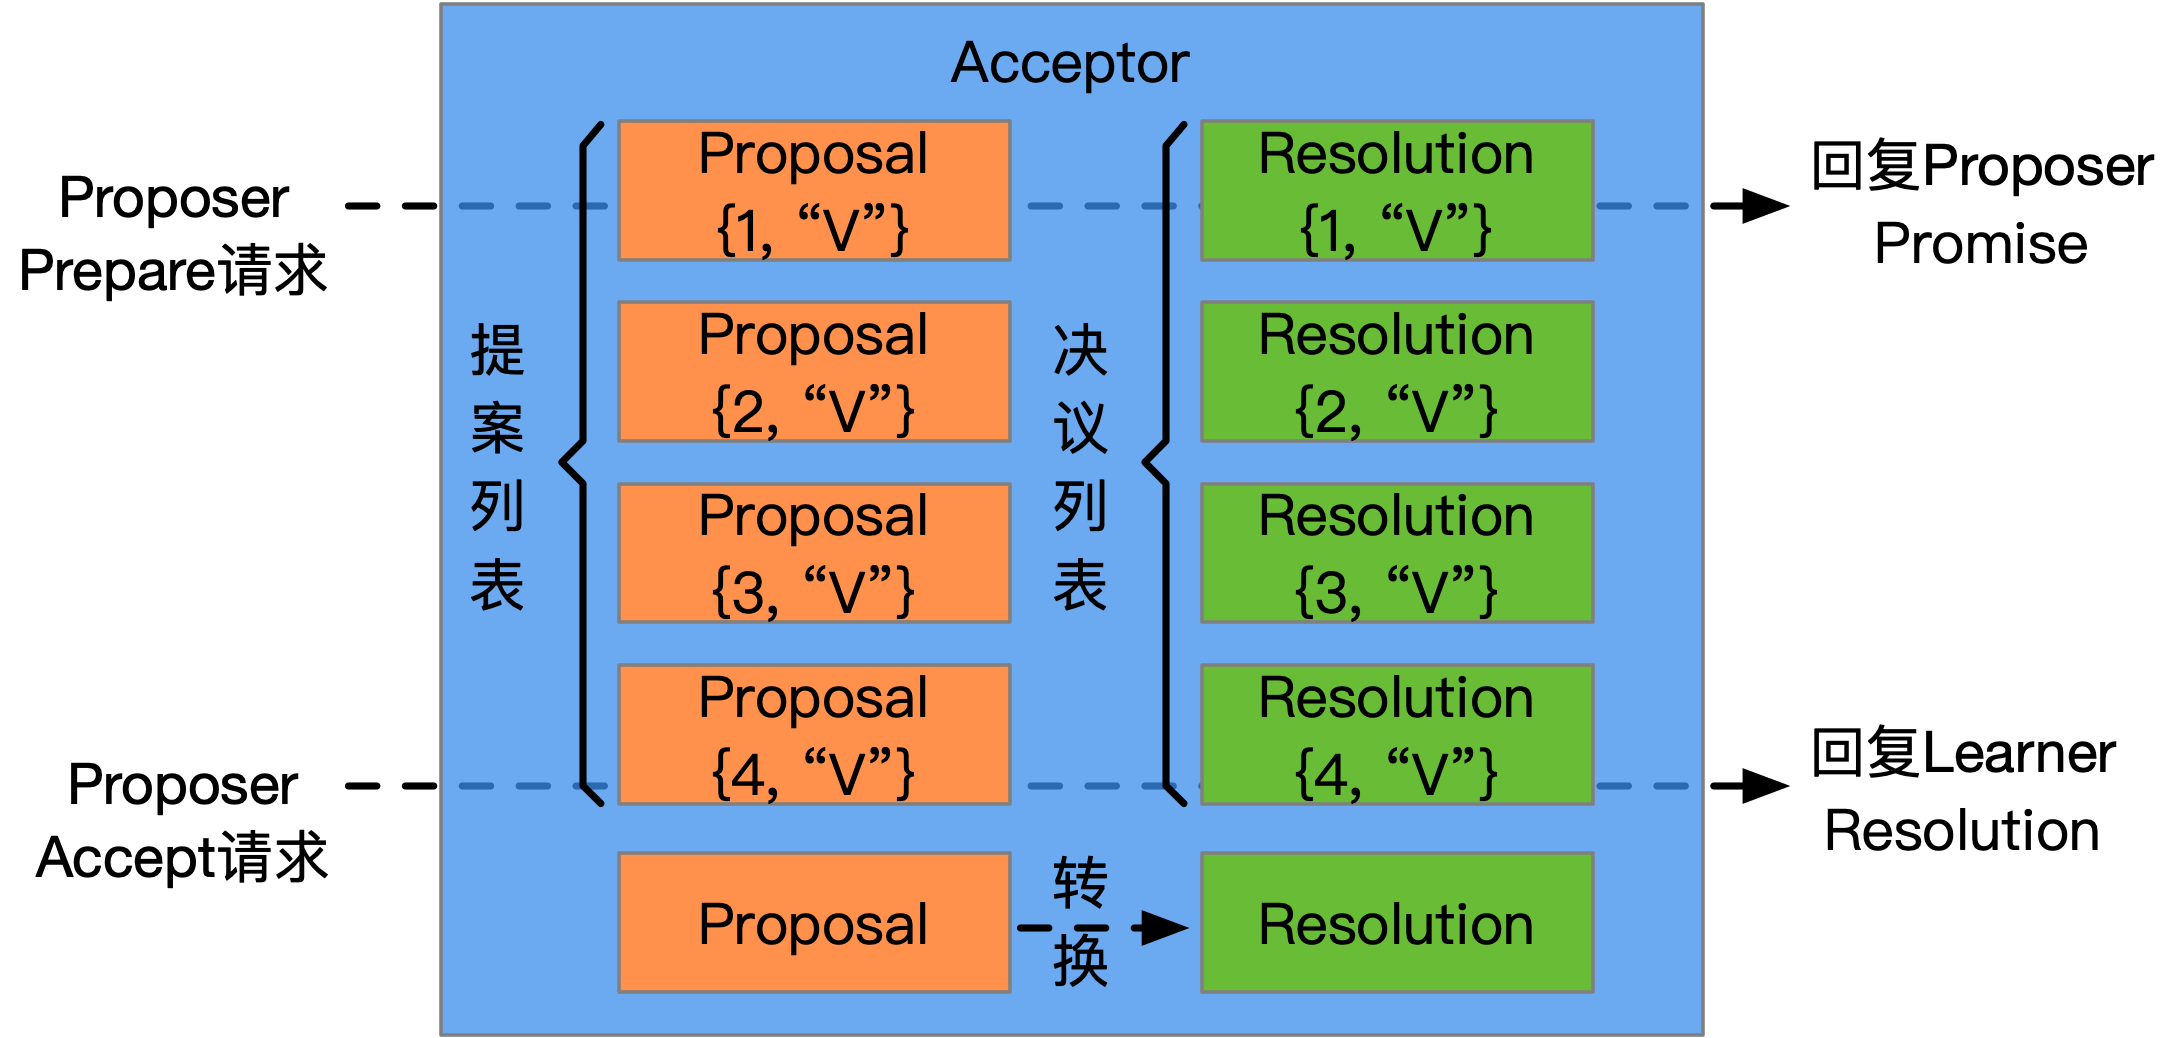 Acceptor
Proposer
Prepare请求
提案列表
Proposal
{1, “V”}
Proposal
{2, “V”}
Proposal
{3, “V”}
Proposal
{4, “V”}
决议列表
Resolution
{1, “V”}
Resolution
{2, “V”}
Resolution
{3, “V”}
Resolution
{4, “V”}
回复Proposer
Promise
Proposer
Accept请求
回复Learner
Resolution
Proposal
转换
Resolution